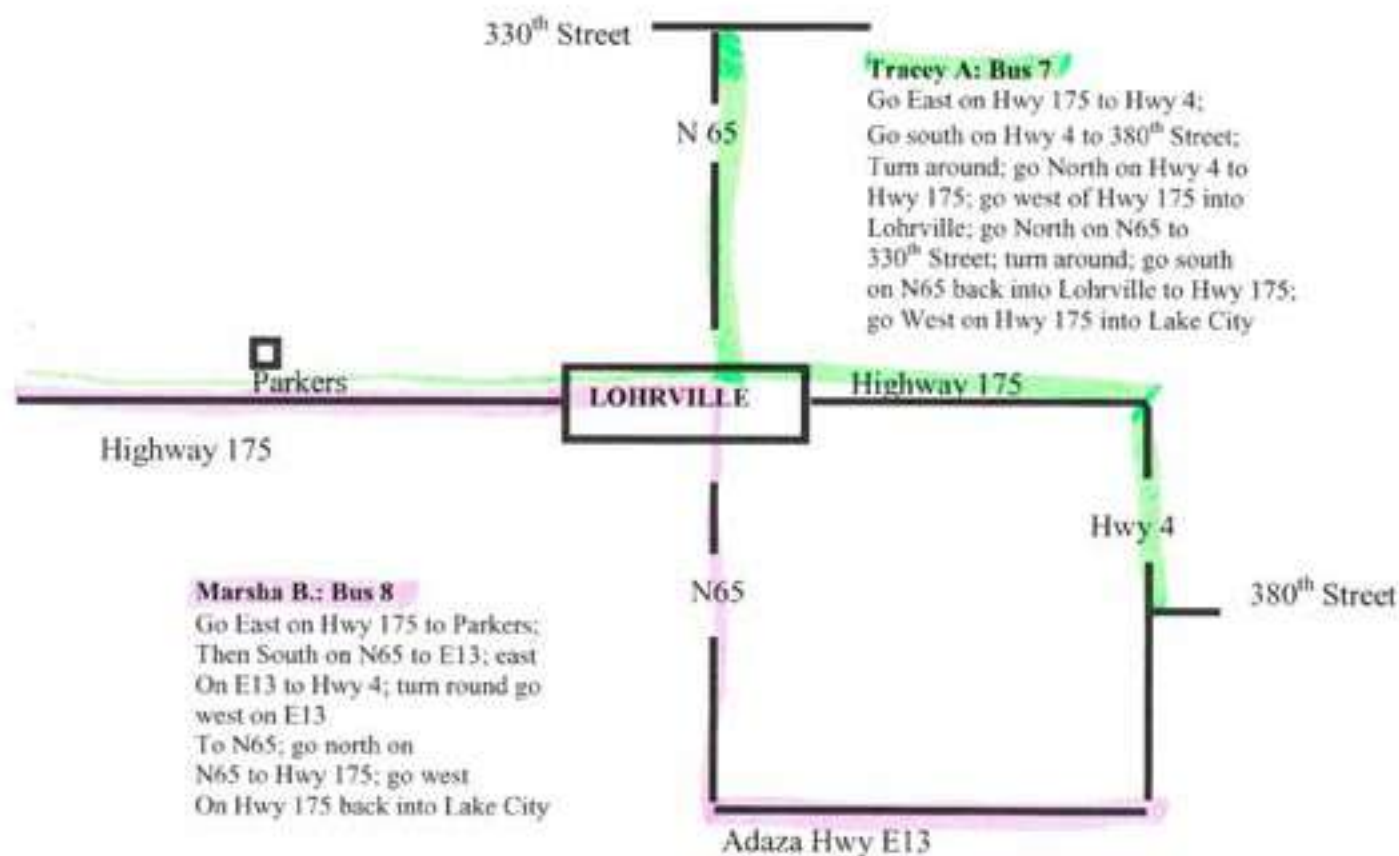 330th Street
Tracey A: Bus 7
Go East on Hwy 175 to Hwy 4;
Go south on Hwy 4 to 380th Street;
Turn around; go North on Hwy 4 to
Hwy 175; go west of Hwy 175 into
Lohrville; go North on N65 to
330th Street; turn around; go south
on N65 back into Lohrville to Hwy 175;
go West on Hwy 175 into Lake City
N 65
Parkers
LOHRVILLE
Highway 175
Highway 175
Hwy 4
N65
380th Street
Marsha B.: Bus 8
Go East on Hwy 175 to Parkers;
Then South on N65 to E13; east
On E13 to Hwy 4; turn round go
west on E13
To N65; go north on
N65 to Hwy 175; go west
On Hwy 175 back into Lake City
Adaza Hwy E13